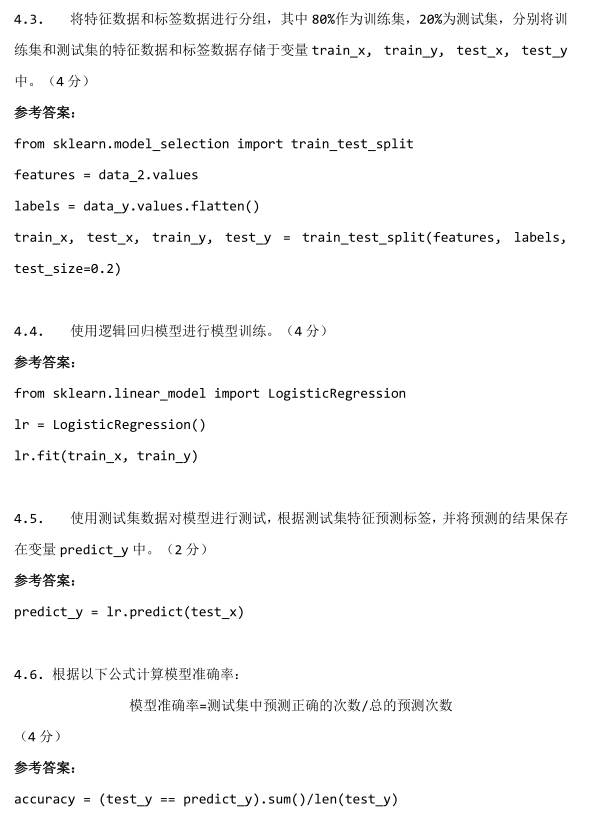 4.3. 将特征数据和标签数据进行分组，其中 80%作为训练集，20%为测试集，分别将训
练集和测试集的特征数据和标签数据存储于变量 train_x, train_y, test_x, test_y
中。（4 分）
参考答案：
from sklearn.model_selection import train_test_split
features = data_2.values
labels = data_y.values.flatten()
train_x, test_x, train_y, test_y = train_test_split(features, labels,
test_size=0.2)
4.4. 使用逻辑回归模型进行模型训练。（4 分）
参考答案：
from sklearn.linear_model import LogisticRegression
lr = LogisticRegression()
lr.fit(train_x, train_y)
4.5. 使用测试集数据对模型进行测试，根据测试集特征预测标签，并将预测的结果保存
在变量 predict_y 中。（2 分）
参考答案：
predict_y = lr.predict(test_x)
4.6. 根据以下公式计算模型准确率：
模型准确率=测试集中预测正确的次数/总的预测次数
（4 分）
参考答案：
accuracy = (test_y == predict_y).sum()/len(test_y)